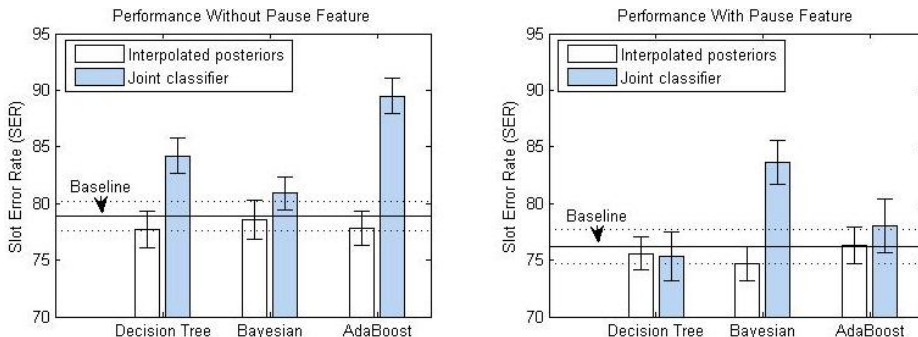 Performance Without Pause Feature
95
90
85
80
75
70
Slot Error Rate (SER)
Interpolated posteriors
Joint classifier
Baseline
Decision Tree
Bayesian
AdaBoost
Performance With Pause Feature
95
90
85
80
75
70
Slot Error Rate (SER)
Interpolated posteriors
Joint classifier
Baseline
Decision Tree
Bayesian
AdaBoost